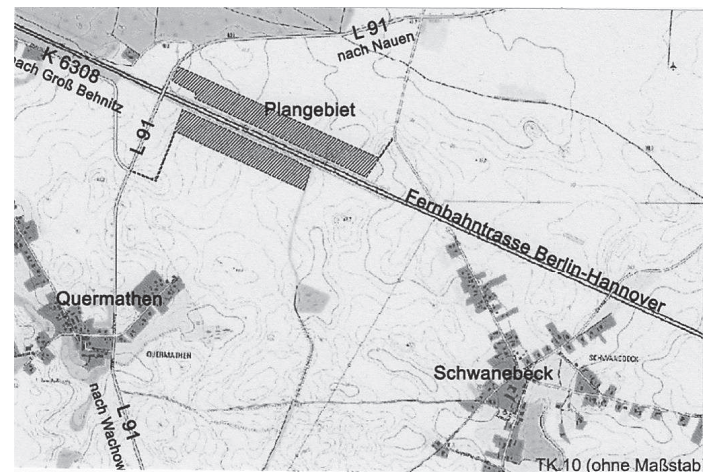 L 91
nach Nauen
K 6308
nach Groß Behnitz
Plangebiet
L 91
Fernbahntrasse Berlin-Hannover
Quermathen
QUERMATHEN
Schwanebeck
SCHWANEBECK
L 91
nach Wachow
TK 10 (ohne Maßstab